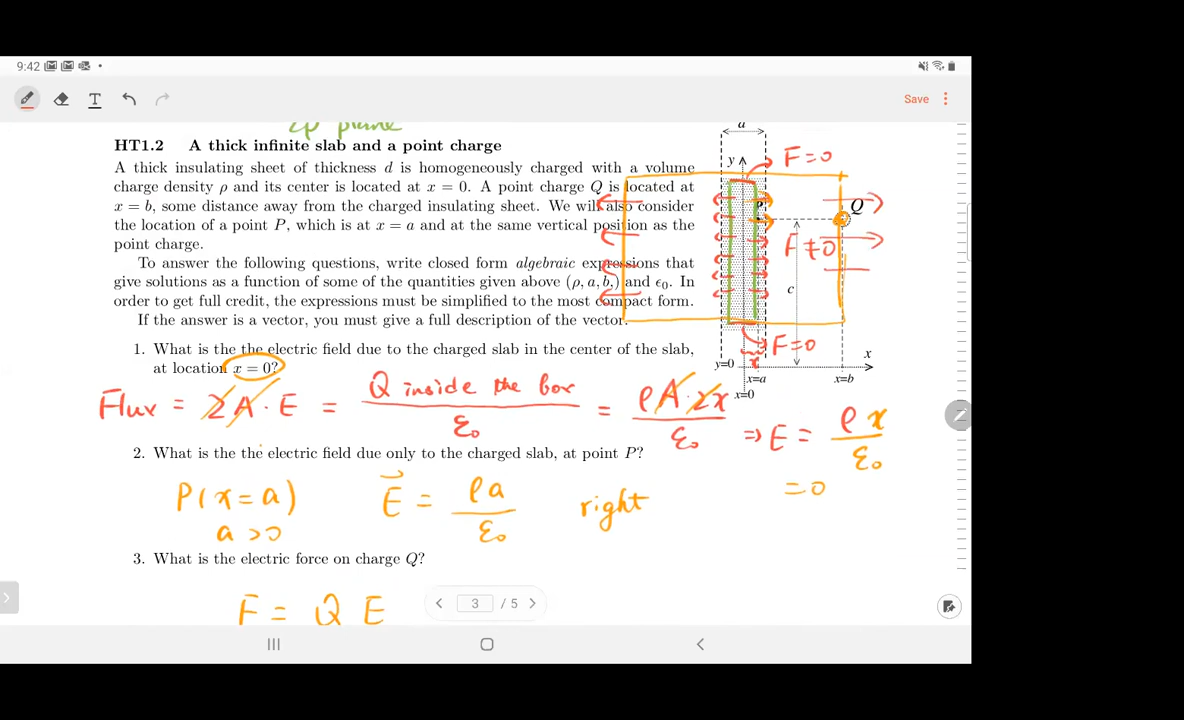 9:42
Save
2ρ plane
HT1.2 A thick infinite slab and a point charge
A thick insulating sheet of thickness d is homogeneously charged with a volume
charge density ρ and its center is located at x = 0. A point charge Q is located at
x = b, some distance away from the charged insulating sheet. We will also consider
the location of a point P, which is at x = a and at the same vertical position as the
point charge.
To answer the following questions, write closed form algebraic expressions that
give solutions as a function of some of the quantities given above (ρ, a, b,) and ϵ₀. In
order to get full credit, the expressions must be simplified to the most compact form.
If the answer is a vector, you must give a full description of the vector.
a
y
F=0
P
Q
F≠0
c
F=0
x
y=0
x
x=a
x=b
x=0
1. What is the the electric field due to the charged slab in the center of the slab,
at location x = 0?
Flux = 2A·E = Q inside the box / ε₀ = ρA·2x / ε₀ ⇒ E = ρx / ε₀
=0
2. What is the the electric field due only to the charged slab, at point P?
P(x=a) E⃗ = ρa / ε₀ right
a>0
3. What is the electric force on charge Q?
F = Q E
3 / 5